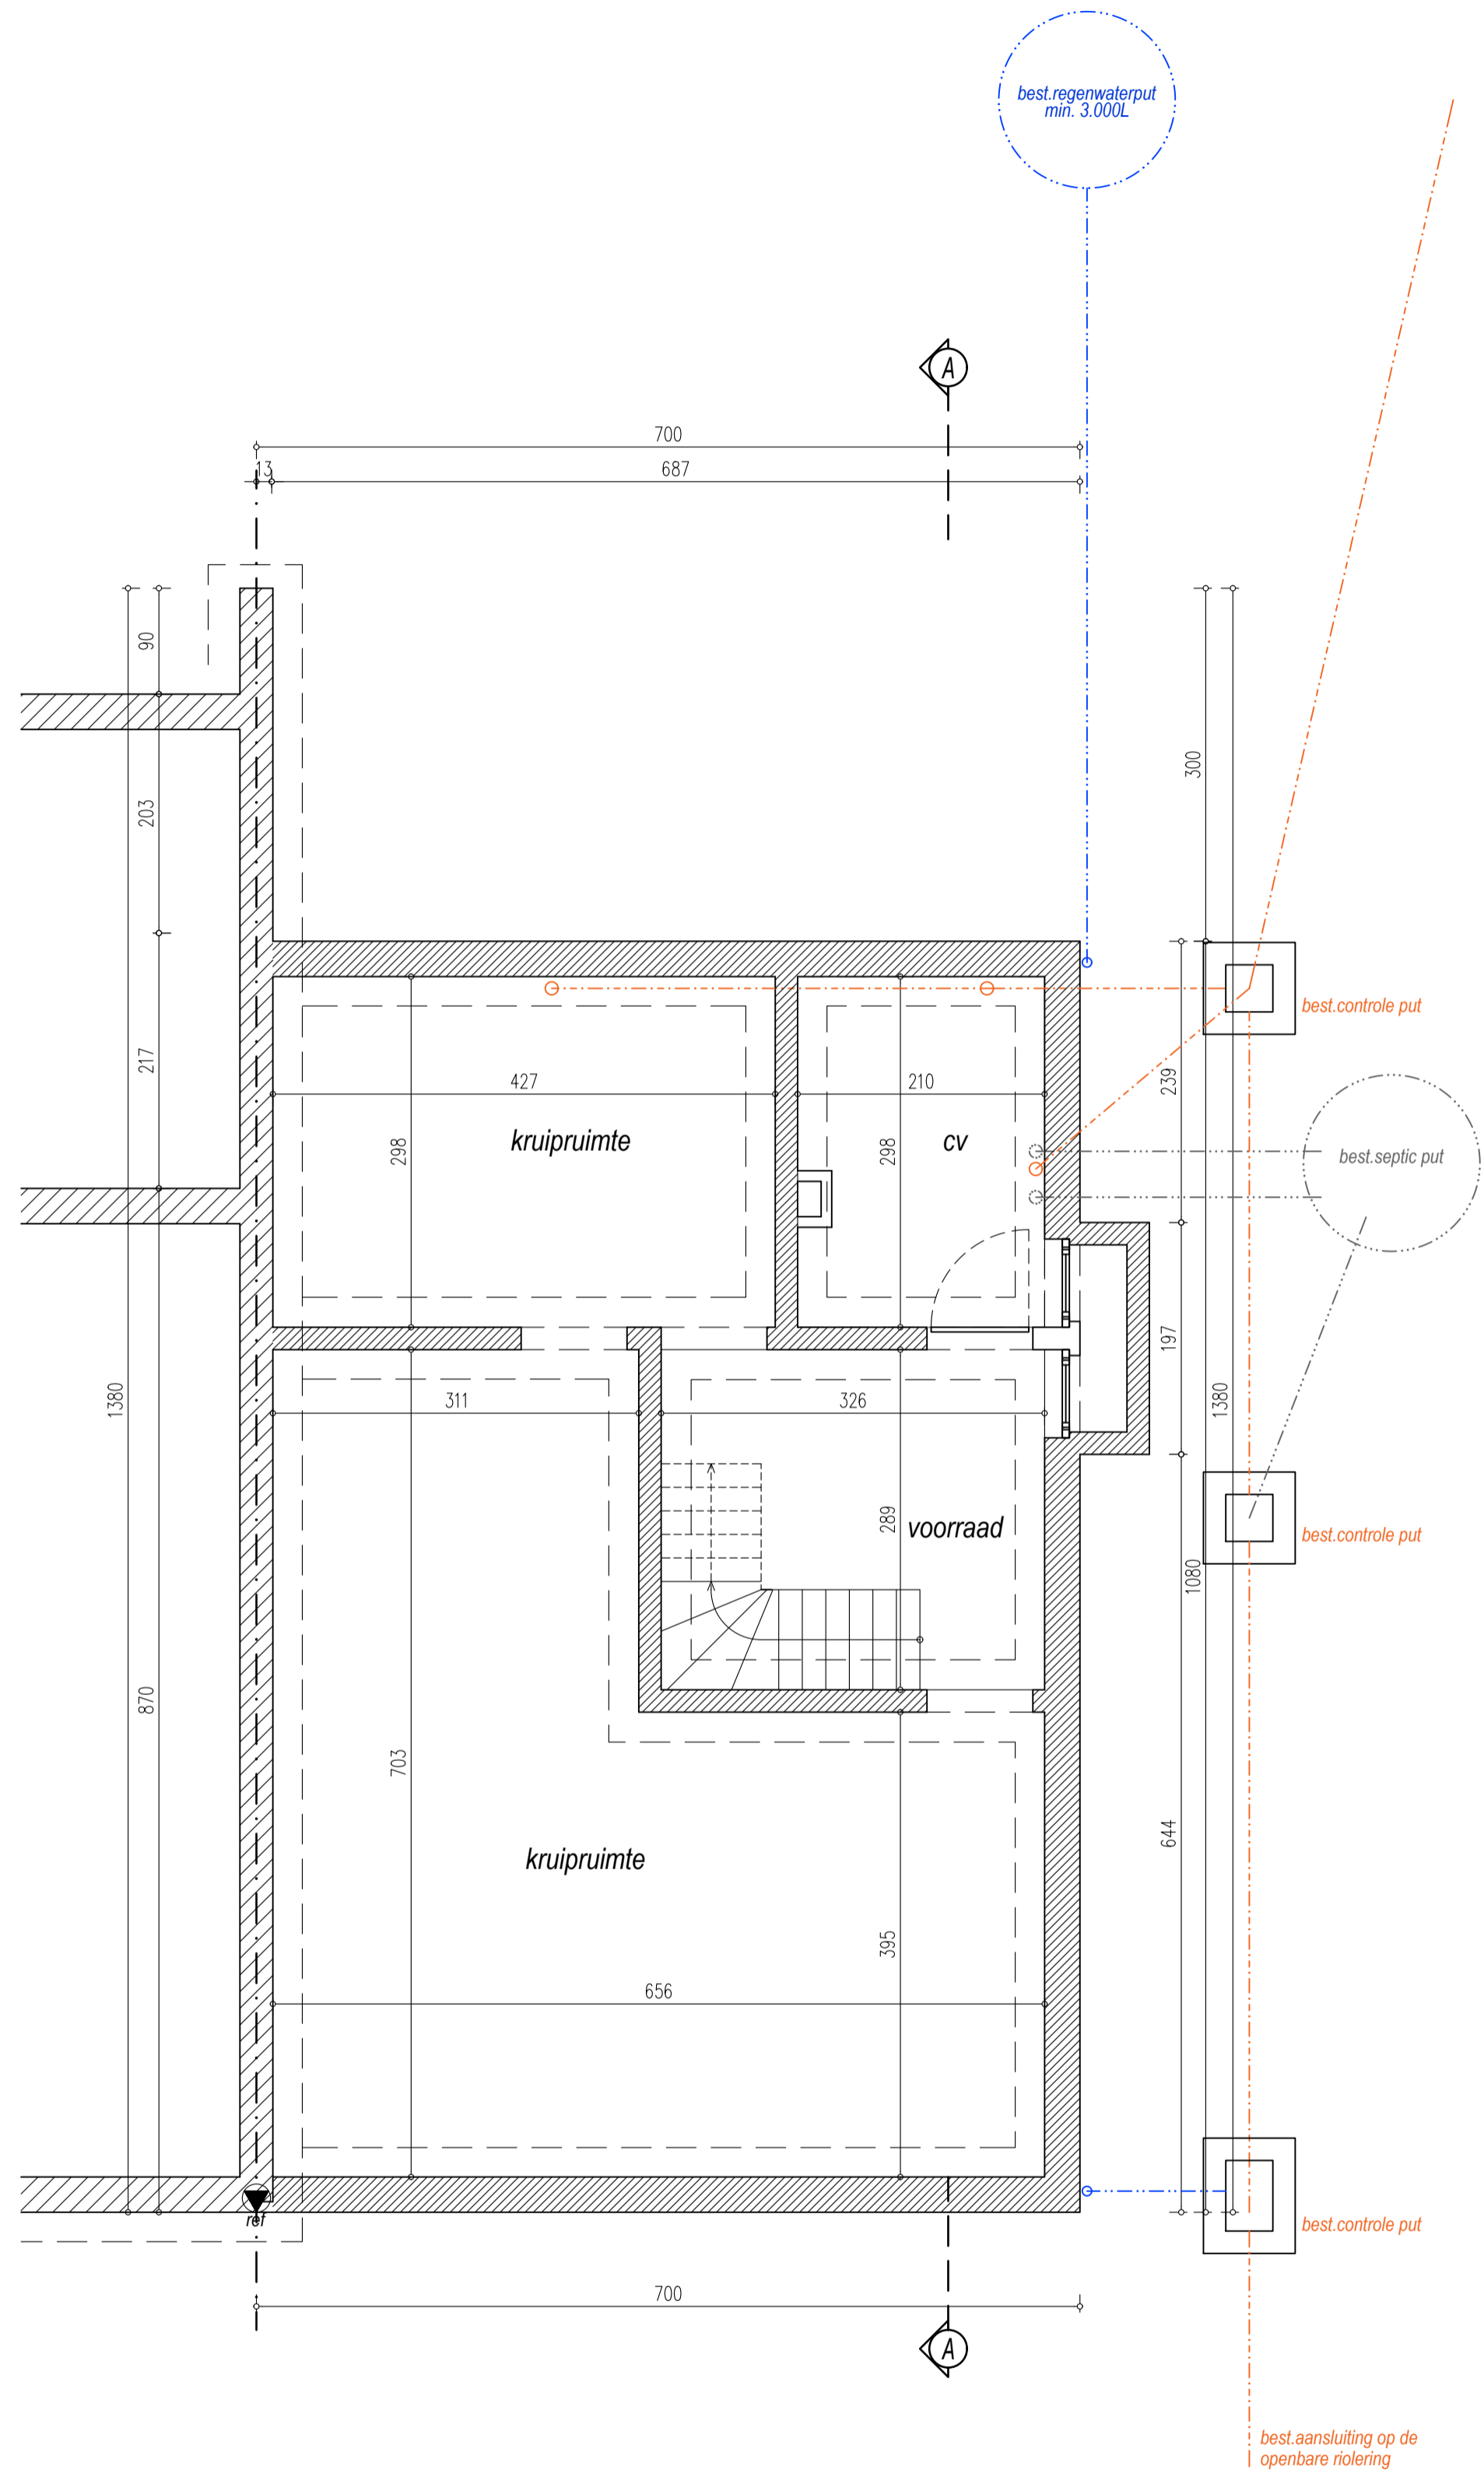 best.regenwaterput
min. 3.000L
A
700
13
687
90
300
203
best.controle put
217
427
210
239
kruipruimte
cv
298
298
best.septic put
197
1380
1380
311
326
289
voorraad
best.controle put
1080
870
703
644
kruipruimte
395
656
ref
best.controle put
700
A
best.aansluiting op de
openbare riolering